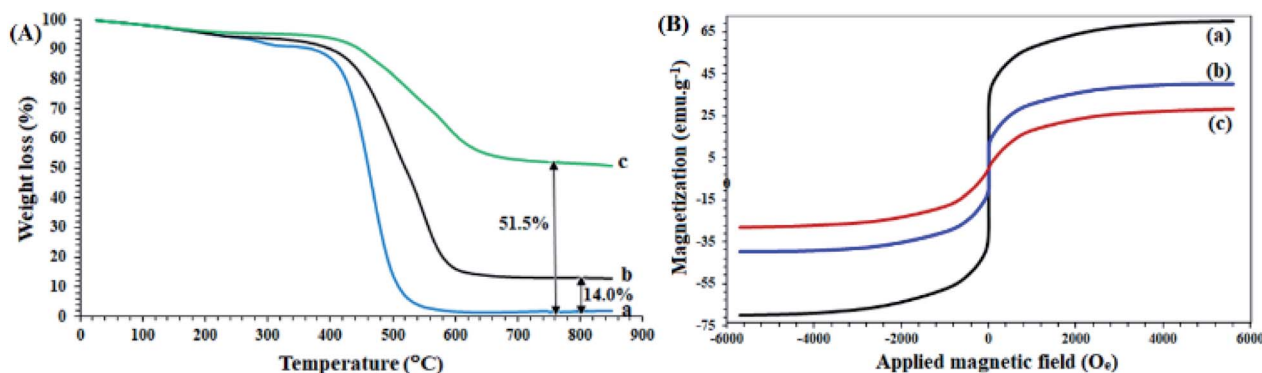 (A)
Weight loss (%)
100
90
80
70
60
50
40
30
20
10
0
0 100 200 300 400 500 600 700 800 900
Temperature (°C)
c
51.5%
b
14.0%
a
(B)
Magnetization (emu.g⁻¹)
65
45
25
5
-15
-35
-55
-75
0
-6000 -4000 -2000 0 2000 4000 6000
Applied magnetic field (Oₑ)
(a)
(b)
(c)